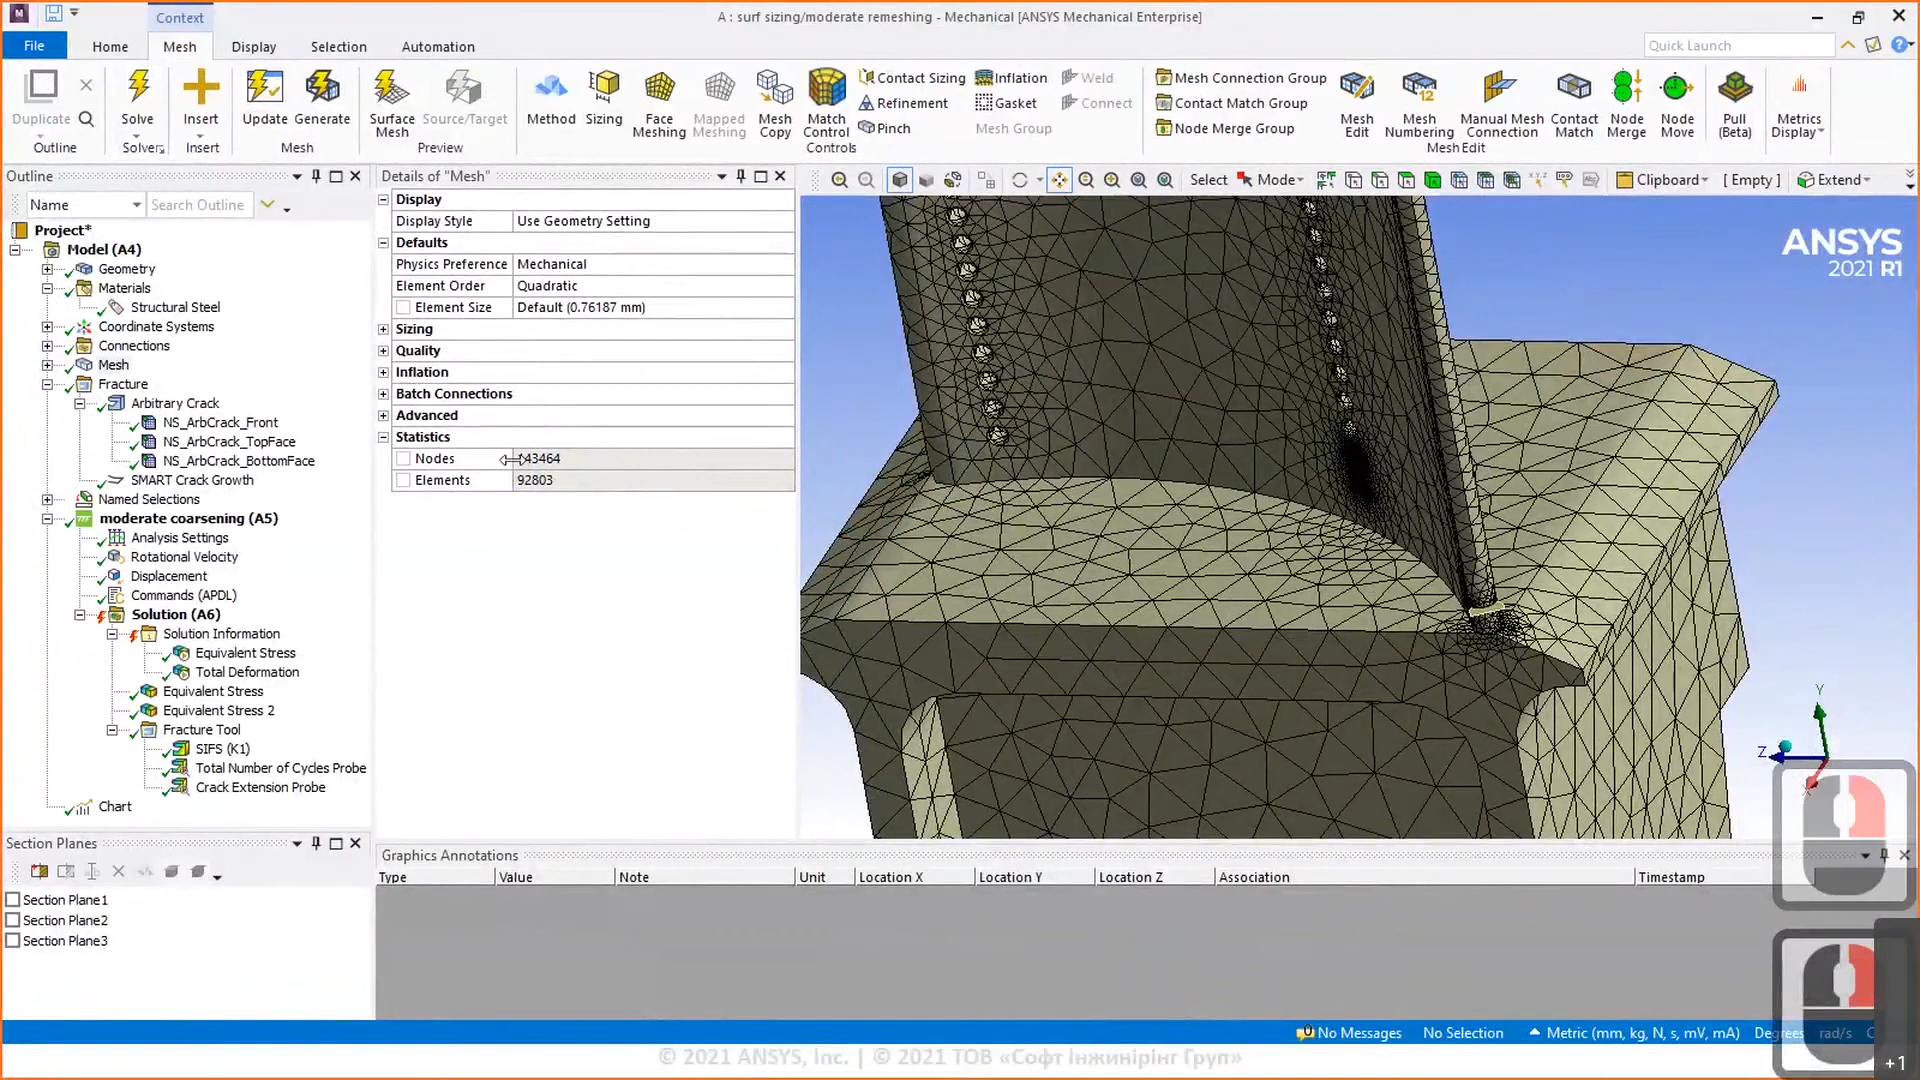 Context
A : surf sizing/moderate remeshing - Mechanical [ANSYS Mechanical Enterprise]
File Home Mesh Display Selection Automation
Quick Launch
Duplicate
Outline
Solve
Solvers
Insert
Insert
Update Generate
Mesh
Surface Mesh Source/Target
Preview
Method Sizing Face Meshing Mapped Meshing Mesh Copy Match Control
Contact Sizing Inflation Weld
Refinement Gasket Connect
Pinch Mesh Group
Controls
Mesh Connection Group
Contact Match Group
Node Merge Group
Mesh Edit Mesh Numbering Manual Mesh Connection Contact Match Node Merge Node Move
Mesh Edit
Pull (Beta)
Metrics Display
Outline
Name Search Outline
Project*
Model (A4)
Geometry
Materials
Structural Steel
Coordinate Systems
Connections
Mesh
Fracture
Arbitrary Crack
NS_ArbCrack_Front
NS_ArbCrack_TopFace
NS_ArbCrack_BottomFace
SMART Crack Growth
Named Selections
moderate coarsening (A5)
Analysis Settings
Rotational Velocity
Displacement
Commands (APDL)
Solution (A6)
Solution Information
Equivalent Stress
Total Deformation
Equivalent Stress
Equivalent Stress 2
Fracture Tool
SIFS (K1)
Total Number of Cycles Probe
Crack Extension Probe
Chart
Section Planes
Section Plane1
Section Plane2
Section Plane3
Details of "Mesh"
Display
Display Style Use Geometry Setting
Defaults
Physics Preference Mechanical
Element Order Quadratic
Element Size Default (0.76187 mm)
Sizing
Quality
Inflation
Batch Connections
Advanced
Statistics
Nodes 43464
Elements 92803
Select Mode Clipboard [ Empty ] Extend
ANSYS
2021 R1
Y
Z
X
Graphics Annotations
Type Value Note Unit Location X Location Y Location Z Association Timestamp
No Messages No Selection Metric (mm, kg, N, s, mV, mA) Degrees rad/s C
© 2021 ANSYS, Inc. | © 2021 ТОВ «Софт Інжинірінг Груп»
+1